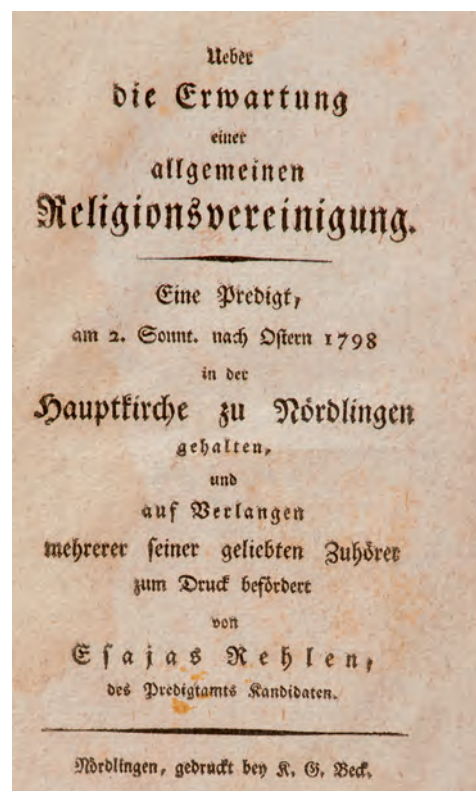 Ueber
die Erwartung
einer
allgemeinen
Religionsvereinigung.
Eine Predigt,
am 2. Sonnt. nach Ostern 1798
in der
Hauptkirche zu Nördlingen
gehalten,
und
auf Verlangen
mehrerer seiner geliebten Zuhörer
zum Druck befördert
von
Esajas Rehlen,
des Predigtamts Kandidaten.
Nördlingen, gedruckt bey K. G. Beck.